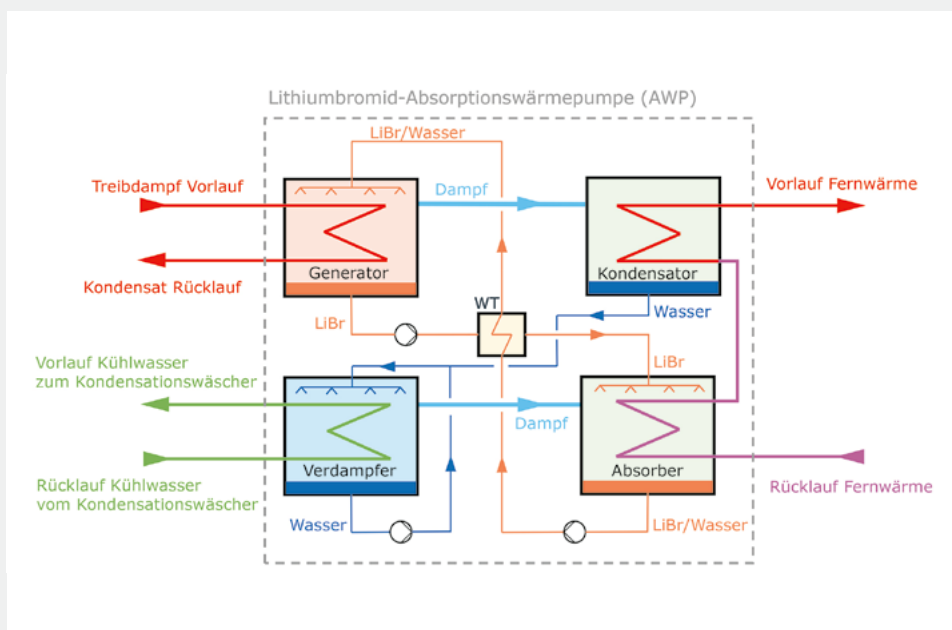 Lithiumbromid-Absorptionswärmepumpe (AWP)
LiBr/Wasser
Treibdampf Vorlauf
Dampf
Vorlauf Fernwärme
Generator
Kondensator
Kondensat Rücklauf
WT
Wasser
LiBr
Vorlauf Kühlwasser
zum Kondensationswäscher
LiBr
Dampf
Verdampfer
Absorber
Rücklauf Kühlwasser
vom Kondensationswäscher
Rücklauf Fernwärme
Wasser
LiBr/Wasser